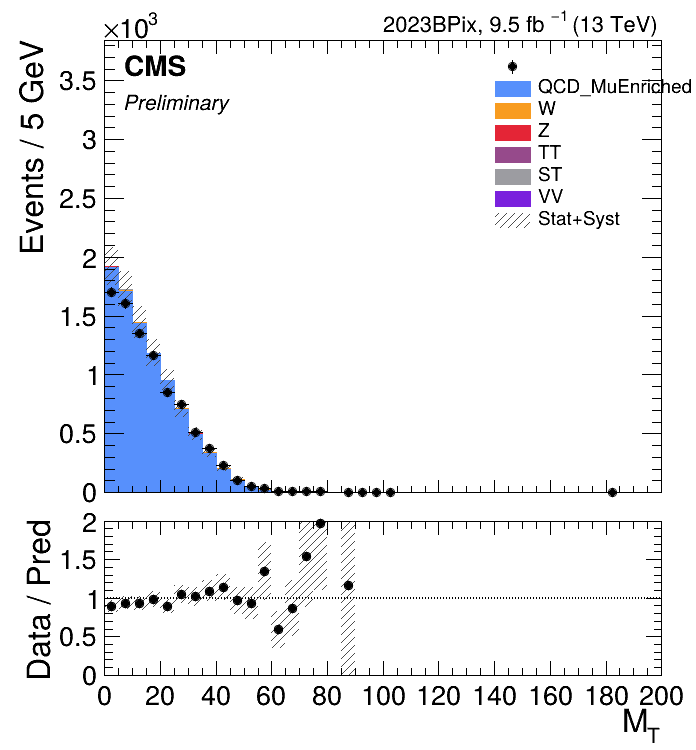 ×10³
2023BPix, 9.5 fb⁻¹ (13 TeV)
CMS
Preliminary
QCD_MuEnriched
W
Z
TT
ST
VV
Stat+Syst
Events / 5 GeV
3.5
3
2.5
2
1.5
1
0.5
0
Data / Pred
2
1.5
1
0.5
0
0 20 40 60 80 100 120 140 160 180 200
M_T